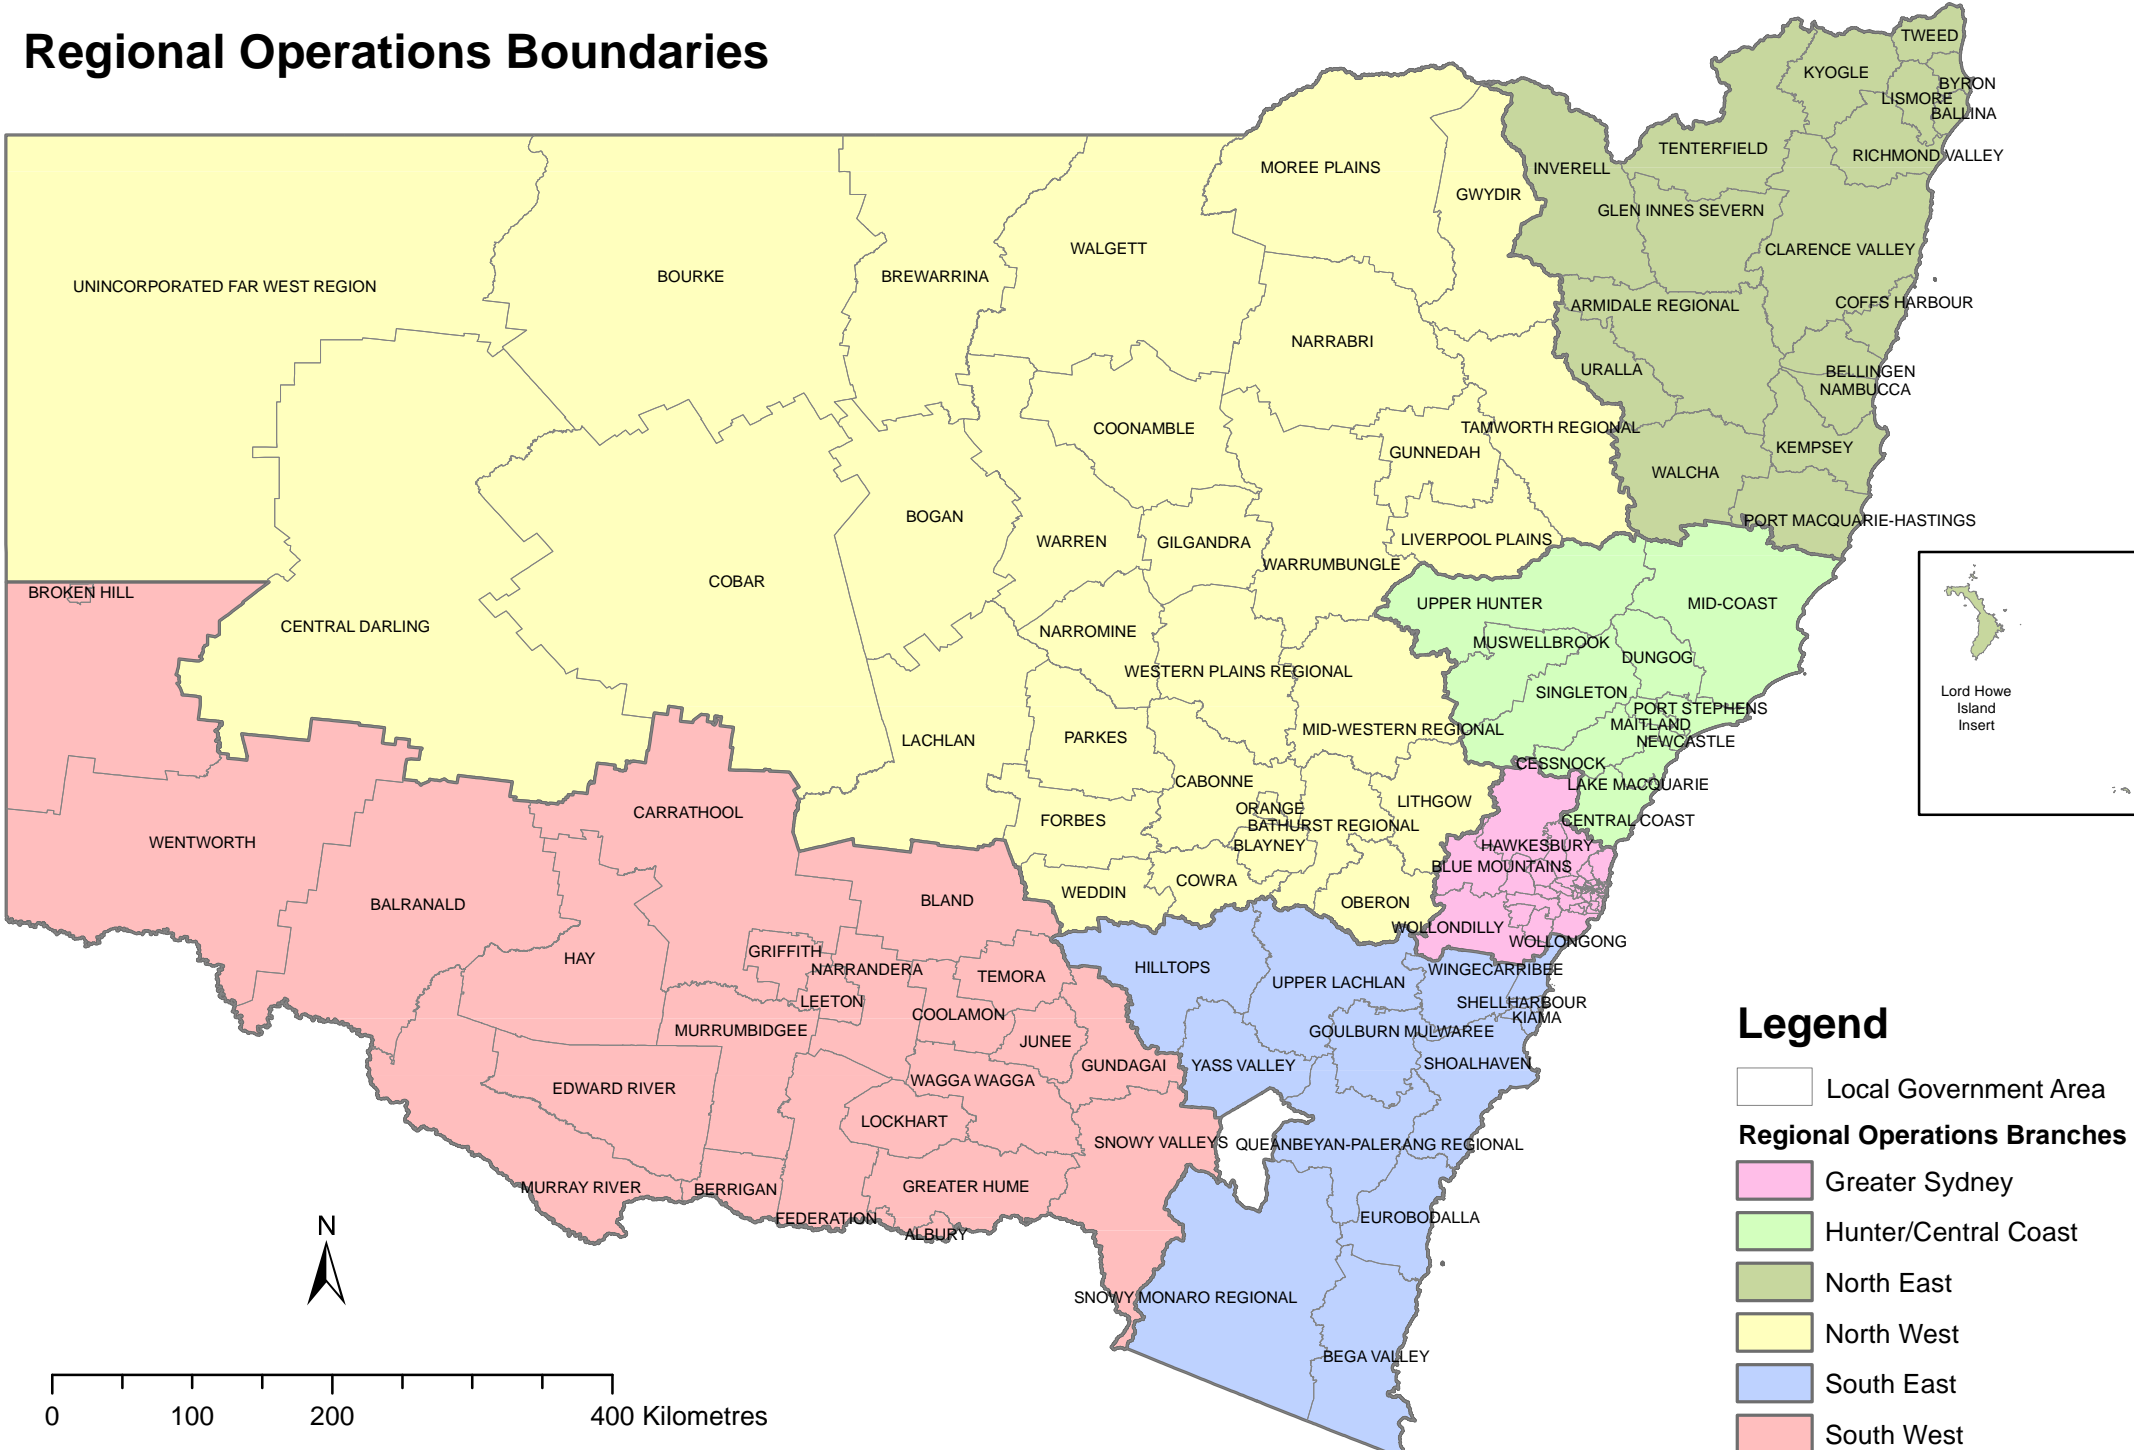 Regional Operations Boundaries
TWEED
KYOGLE
BYRON
LISMORE
BALLINA
TENTERFIELD
RICHMOND VALLEY
MOREE PLAINS
INVERELL
GWYDIR
GLEN INNES SEVERN
WALGETT
CLARENCE VALLEY
UNINCORPORATED FAR WEST REGION
BOURKE
BREWARRINA
ARMIDALE REGIONAL
COFFS HARBOUR
NARRABRI
URALLA
BELLINGEN
NAMBUCCA
COONAMBLE
TAMWORTH REGIONAL
GUNNEDAH
KEMPSEY
WALCHA
BOGAN
PORT MACQUARIE-HASTINGS
WARREN
GILGANDRA
LIVERPOOL PLAINS
WARRUMBUNGLE
COBAR
BROKEN HILL
UPPER HUNTER
MID-COAST
CENTRAL DARLING
NARROMINE
MUSWELLBROOK
DUNGOG
WESTERN PLAINS REGIONAL
SINGLETON
PORT STEPHENS
MAITLAND
MID-WESTERN REGIONAL
NEWCASTLE
LACHLAN
PARKES
CESSNOCK
CABONNE
LAKE MACQUARIE
LITHGOW
ORANGE
CARRATHOOL
FORBES
BATHURST REGIONAL
CENTRAL COAST
WENTWORTH
BLAYNEY
HAWKESBURY
BLUE MOUNTAINS
COWRA
WEDDIN
BLAND
BALRANALD
OBERON
WOLLONDILLY
WOLLONGONG
GRIFFITH
HAY
NARRANDERA
TEMORA
HILLTOPS
WINGECARRIBEE
UPPER LACHLAN
LEETON
SHELLHARBOUR
COOLAMON
KIAMA
MURRUMBIDGEE
GOULBURN MULWAREE
JUNEE
GUNDAGAI
YASS VALLEY
SHOALHAVEN
WAGGA WAGGA
EDWARD RIVER
LOCKHART
SNOWY VALLEYS
QUEANBEYAN-PALERANG REGIONAL
MURRAY RIVER
BERRIGAN
GREATER HUME
FEDERATION
ALBURY
EUROBODALLA
SNOWY MONARO REGIONAL
BEGA VALLEY
Lord Howe
Island
Insert
Legend
Local Government Area
Regional Operations Branches
Greater Sydney
Hunter/Central Coast
North East
North West
South East
South West
N
0 100 200 400 Kilometres